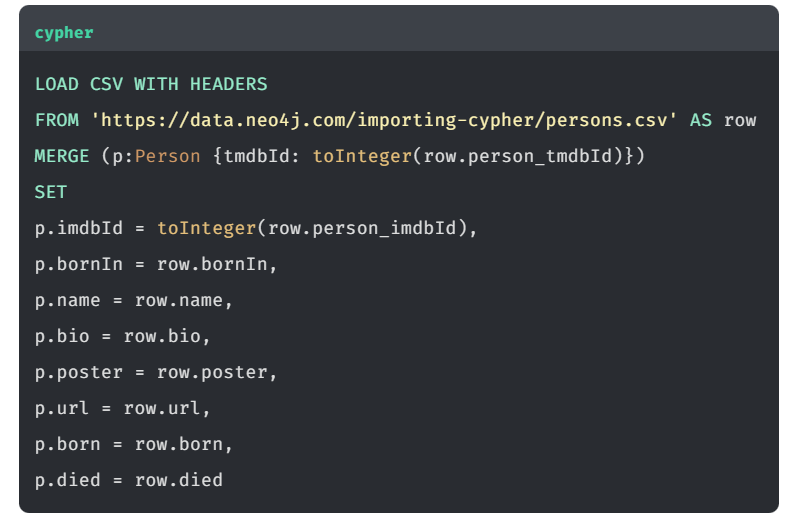 cypher
LOAD CSV WITH HEADERS
FROM 'https://data.neo4j.com/importing-cypher/persons.csv' AS row
MERGE (p:Person {tmdbId: toInteger(row.person_tmdbId)})
SET
p.imdbId = toInteger(row.person_imdbId),
p.bornIn = row.bornIn,
p.name = row.name,
p.bio = row.bio,
p.poster = row.poster,
p.url = row.url,
p.born = row.born,
p.died = row.died